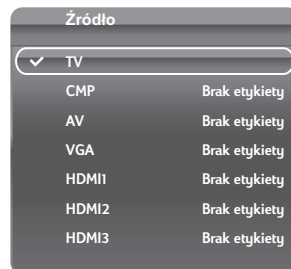 Źródło
TV
CMP Brak etykiety
AV Brak etykiety
VGA Brak etykiety
HDMI1 Brak etykiety
HDMI2 Brak etykiety
HDMI3 Brak etykiety